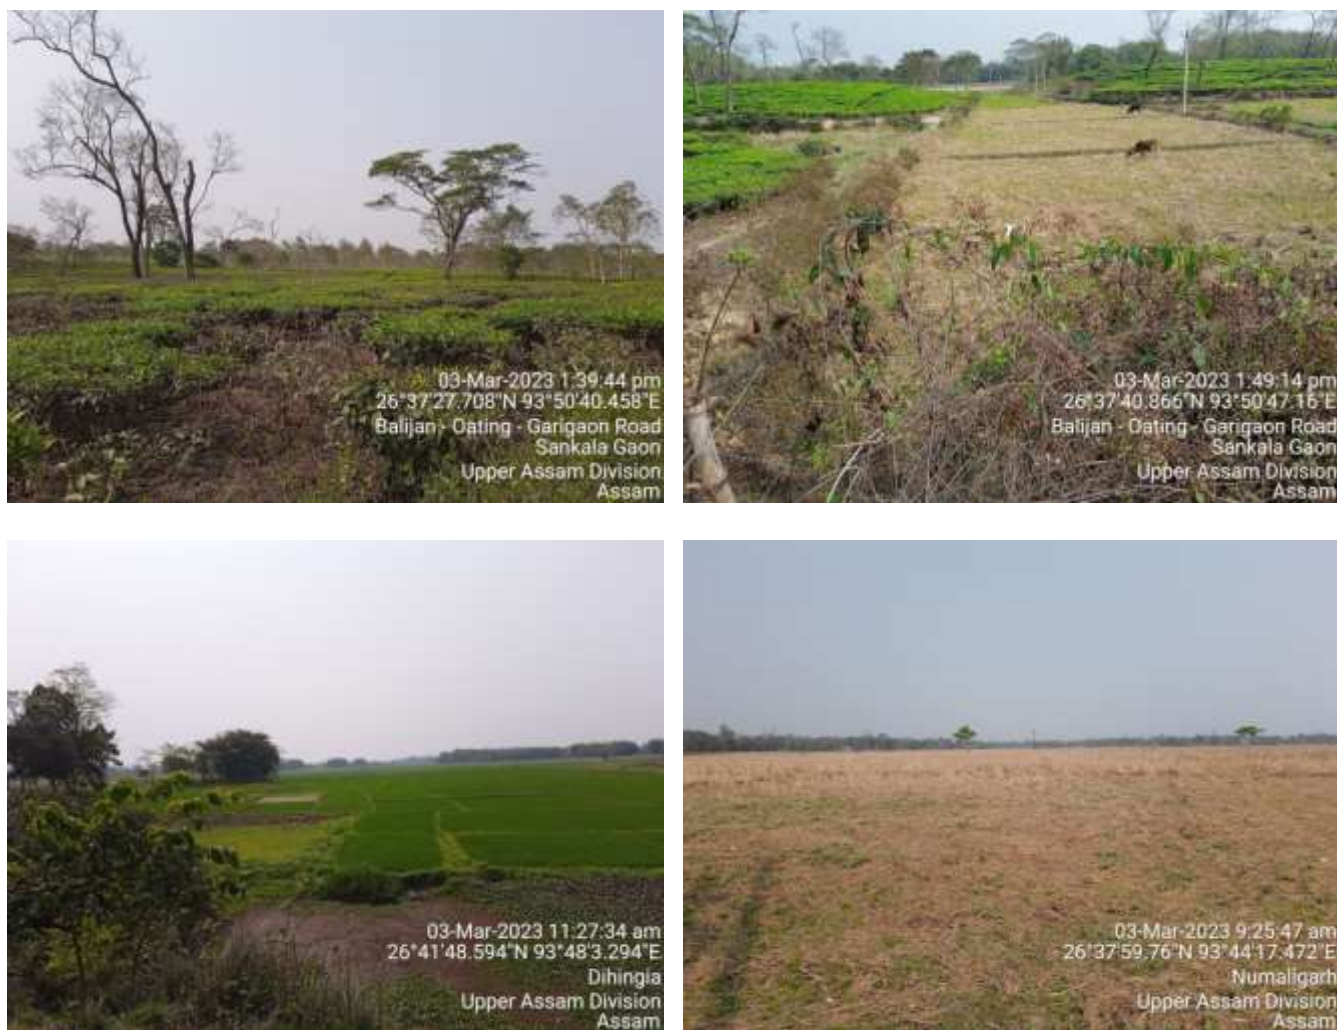 03-Mar-2023 1:39:44 pm
26°37'27.708"N 93°50'40.458"E
Balijan - Oating - Garigaon Road
Sankala Gaon
Upper Assam Division
Assam
03-Mar-2023 1:49:14 pm
26°37'40.866"N 93°50'47.16"E
Balijan - Oating - Garigaon Road
Sankala Gaon
Upper Assam Division
Assam
03-Mar-2023 11:27:34 am
26°41'48.594"N 93°48'3.294"E
Dihingia
Upper Assam Division
Assam
03-Mar-2023 9:25:47 am
26°37'59.76"N 93°44'17.472"E
Numaligarh
Upper Assam Division
Assam